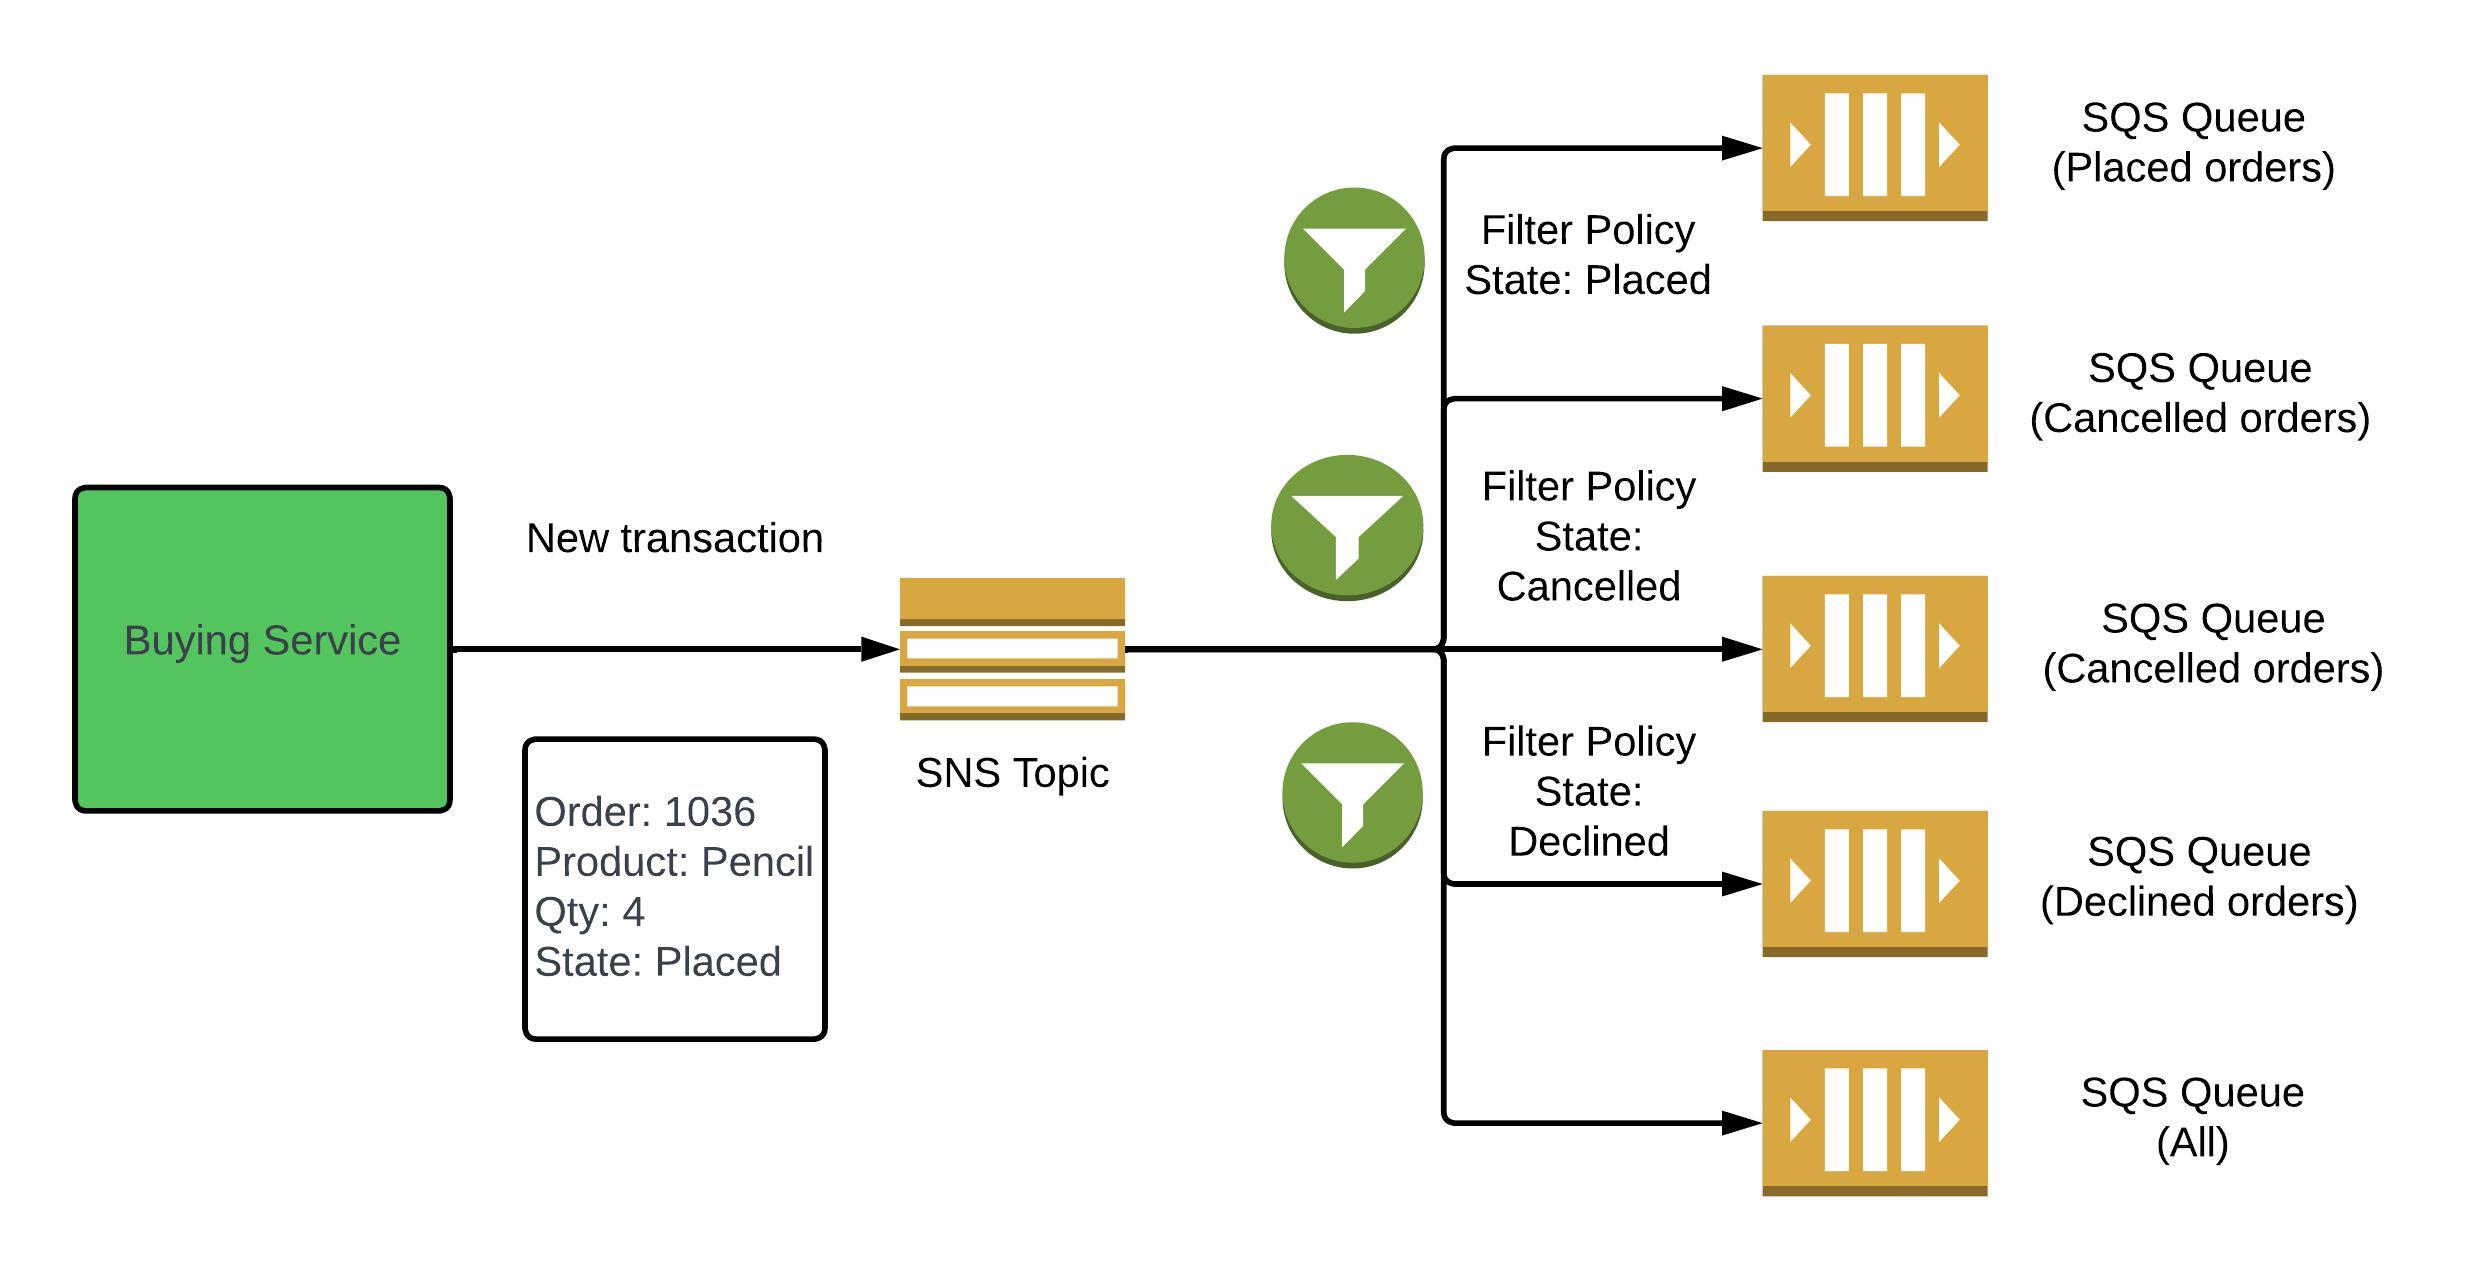 Buying Service
New transaction
Order: 1036
Product: Pencil
Qty: 4
State: Placed
SNS Topic
Filter Policy
State: Placed
Filter Policy
State:
Cancelled
Filter Policy
State:
Declined
SQS Queue
(Placed orders)
SQS Queue
(Cancelled orders)
SQS Queue
(Cancelled orders)
SQS Queue
(Declined orders)
SQS Queue
(All)